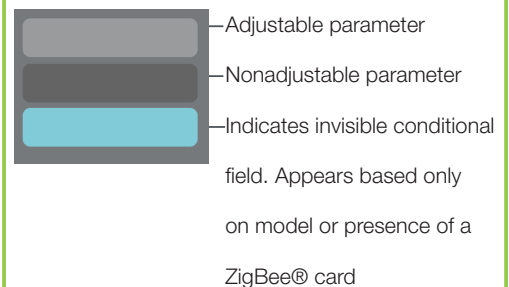 Adjustable parameter
Nonadjustable parameter
Indicates invisible conditional
field. Appears based only
on model or presence of a
ZigBee® card